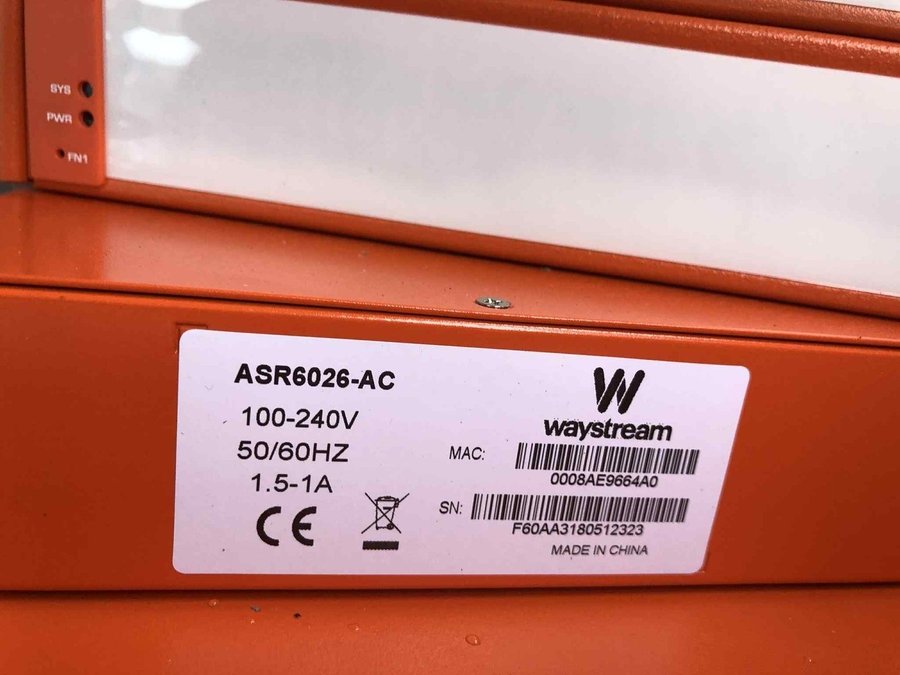 SYS
PWR
FN1
ASR6026-AC
100-240V
50/60HZ
1.5-1A
CE
waystream
MAC:
0008AE9664A0
SN:
F60AA3180512323
MADE IN CHINA